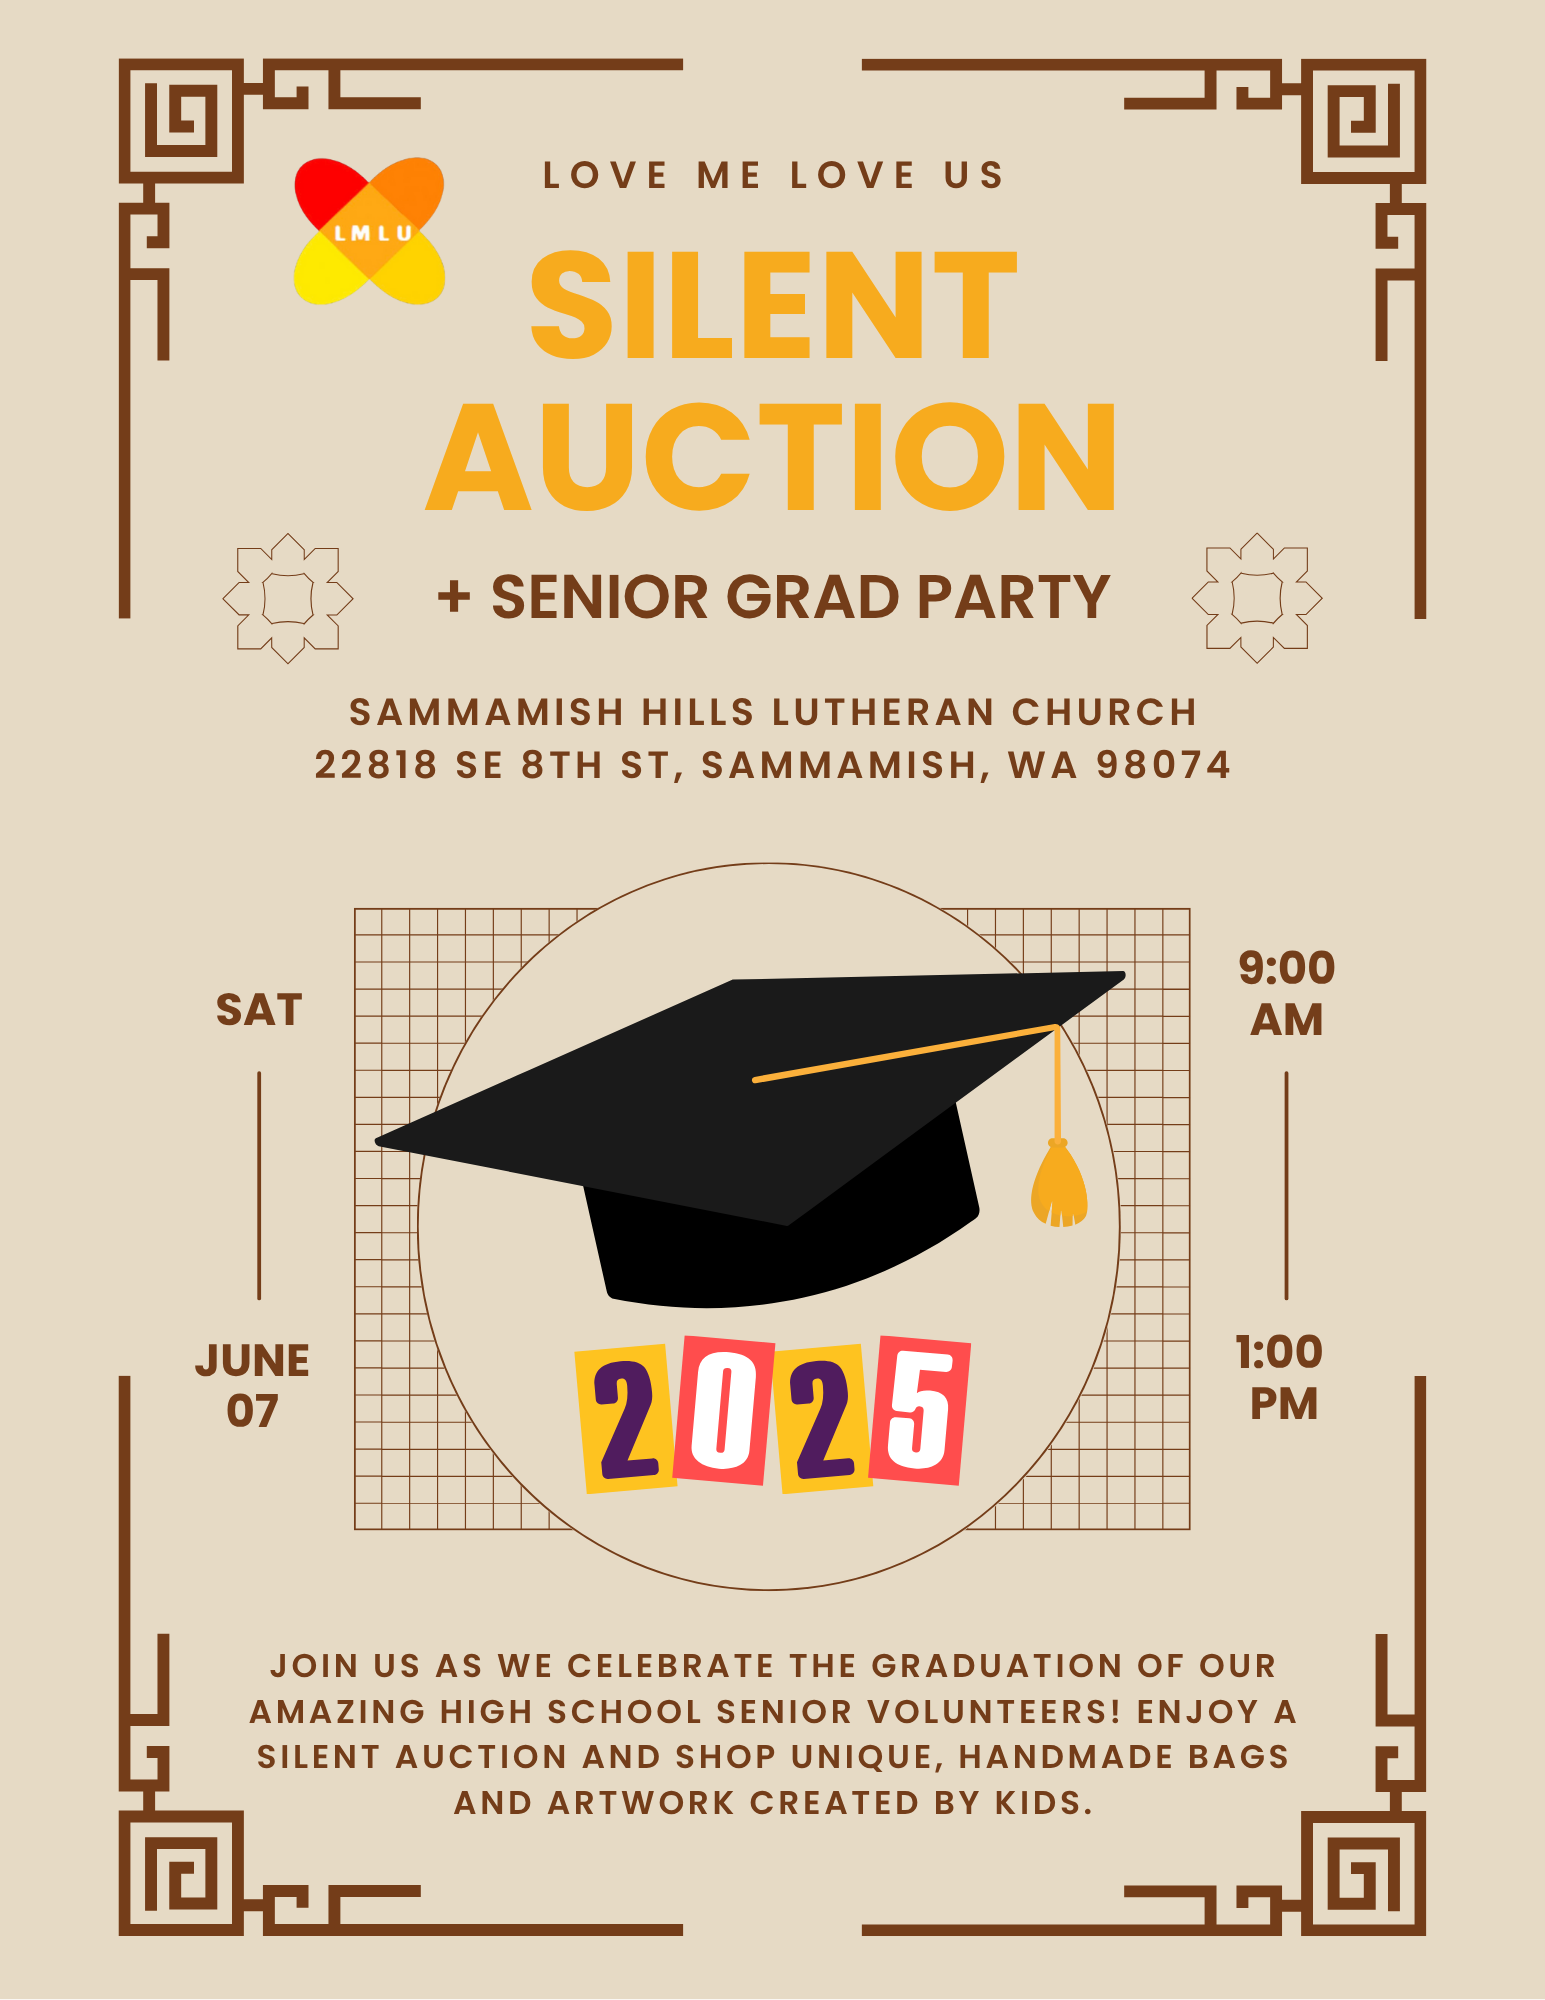 LOVE ME LOVE US
LMLU
SILENT
AUCTION
+ SENIOR GRAD PARTY
SAMMAMISH HILLS LUTHERAN CHURCH
22818 SE 8TH ST, SAMMAMISH, WA 98074
SAT
JUNE
07
9:00
AM
1:00
PM
2025
JOIN US AS WE CELEBRATE THE GRADUATION OF OUR
AMAZING HIGH SCHOOL SENIOR VOLUNTEERS! ENJOY A
SILENT AUCTION AND SHOP UNIQUE, HANDMADE BAGS
AND ARTWORK CREATED BY KIDS.